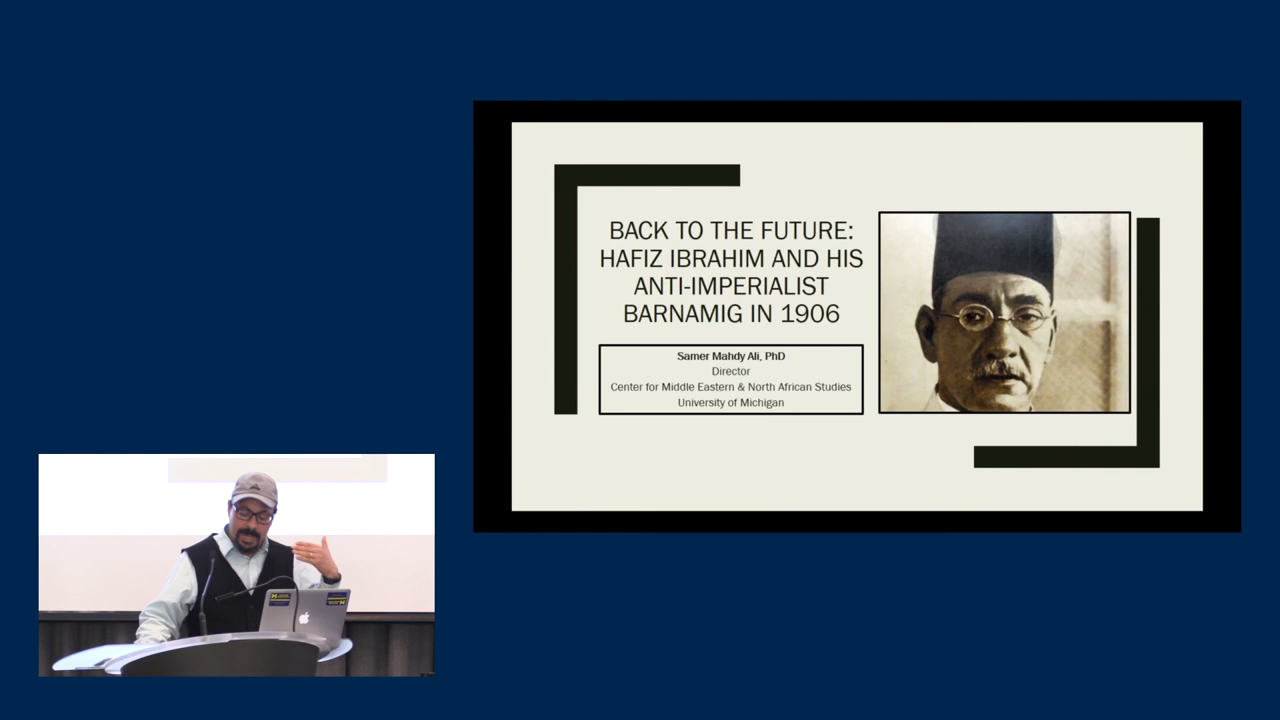 BACK TO THE FUTURE:
HAFIZ IBRAHIM AND HIS
ANTI-IMPERIALIST
BARNAMIG IN 1906
Samer Mahdy Ali, PhD
Director
Center for Middle Eastern & North African Studies
University of Michigan